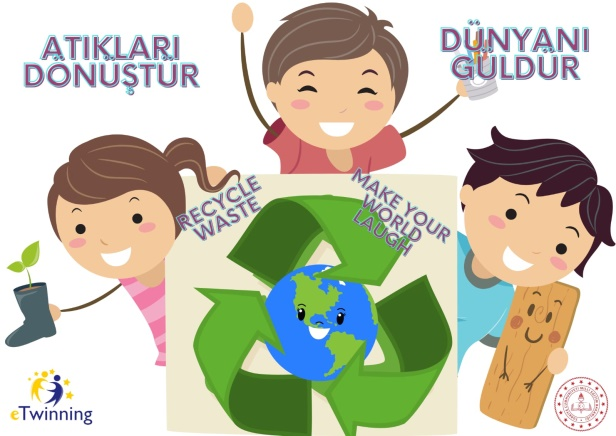 ATIKLARI
DÖNÜŞTÜR
DÜNYANI
GÜLDÜR
RECYCLE
WASTE
MAKE YOUR
WORLD
LAUGH
eTwinning